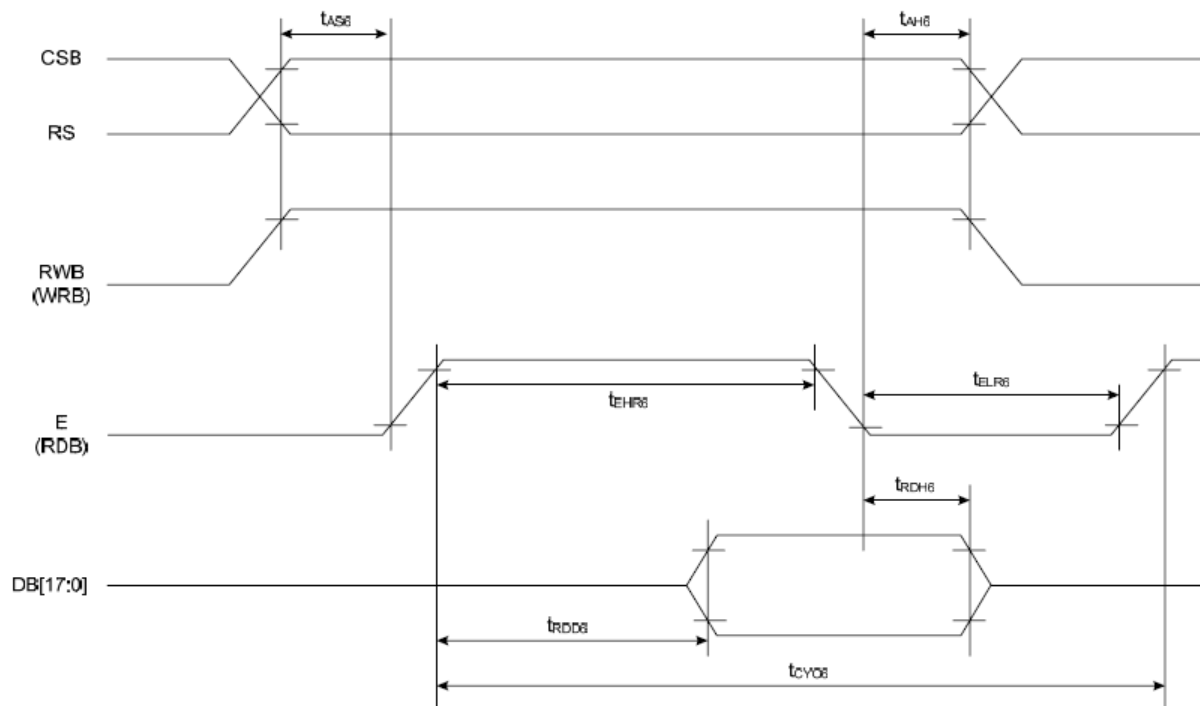 tAS6
tAH6
CSB
RS
RWB
(WRB)
tEHR6
tELR6
E
(RDB)
tRDH6
DB[17:0]
tRDD6
tCYC6